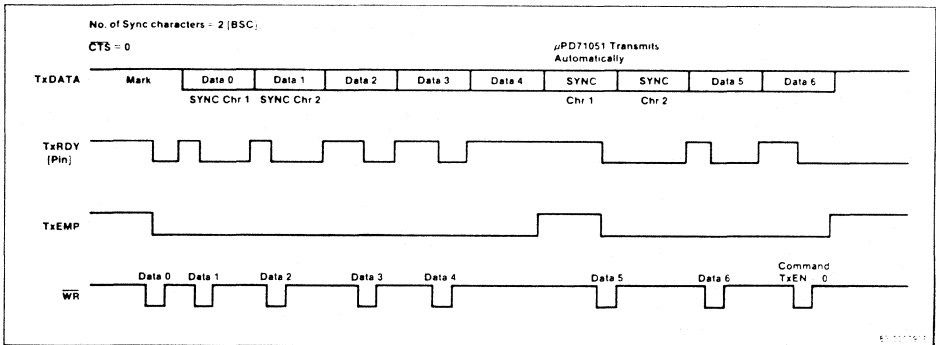 No. of Sync characters = 2 [BSC]
CTS = 0
µPD71051 Transmits
Automatically
TxDATA Mark Data 0 Data 1 Data 2 Data 3 Data 4 SYNC SYNC Data 5 Data 6
SYNC Chr 1 SYNC Chr 2 Chr 1 Chr 2
TxRDY
[Pin]
TxEMP
Data 0 Data 1 Data 2 Data 3 Data 4 Data 5 Data 6 Command
TxEN = 0
WR